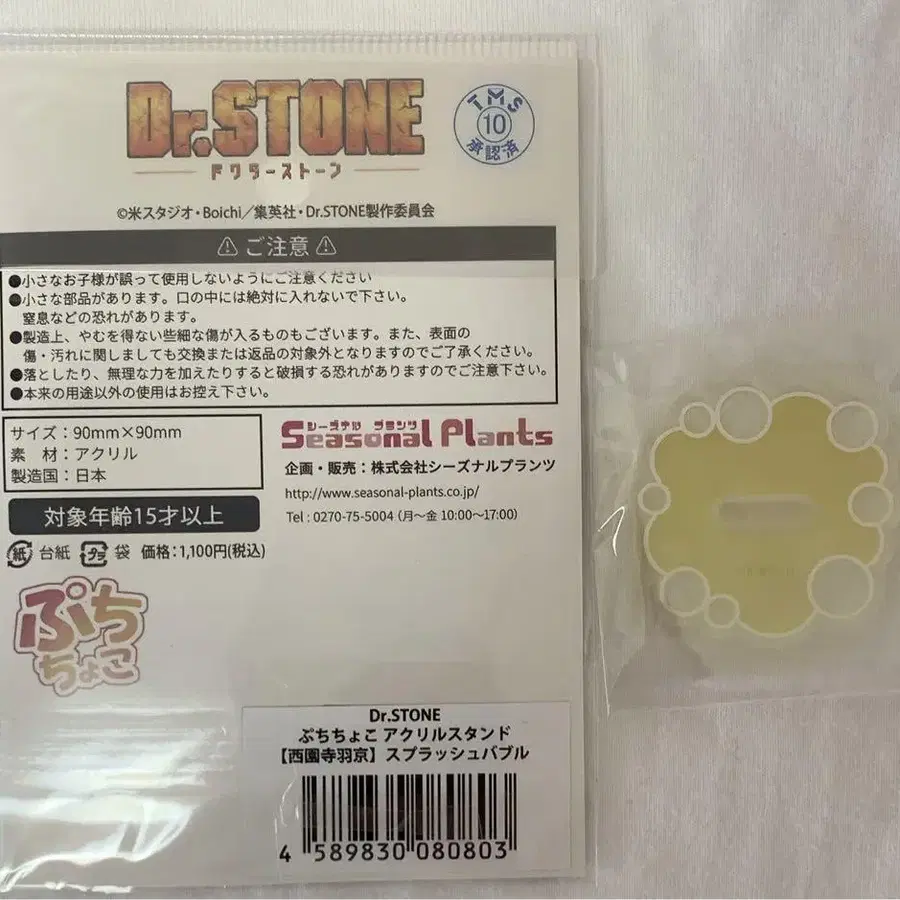 Dr.STONE
ドクターストーン
TMS
10
承認済
©米スタジオ・Boichi／集英社・Dr.STONE製作委員会
⚠ ご注意 ⚠
●小さなお子様が誤って使用しないようにご注意ください
●小さな部品があります。口の中には絶対に入れないで下さい。
窒息などの恐れがあります。
●製造上、やむを得ない些細な傷が入るものもございます。また、表面の
傷・汚れに関しましても交換または返品の対象外となりますのでご了承ください。
●落としたり、無理な力を加えたりすると破損する恐れがありますのでご注意下さい。
●本来の用途以外の使用はお控え下さい。
サイズ：90mm×90mm
素　材：アクリル
製造国：日本
対象年齢15才以上
紙 台紙 プラ 袋 価格：1,100円(税込)
シーズナル プランツ
Seasonal Plants
企画・販売：株式会社シーズナルプランツ
http://www.seasonal-plants.co.jp/
Tel : 0270-75-5004 （月～金 10:00～17:00）
ぷち
ちょこ
Dr.STONE
ぷちちょこ アクリルスタンド
【西園寺羽京】スプラッシュバブル
4 589830 080803